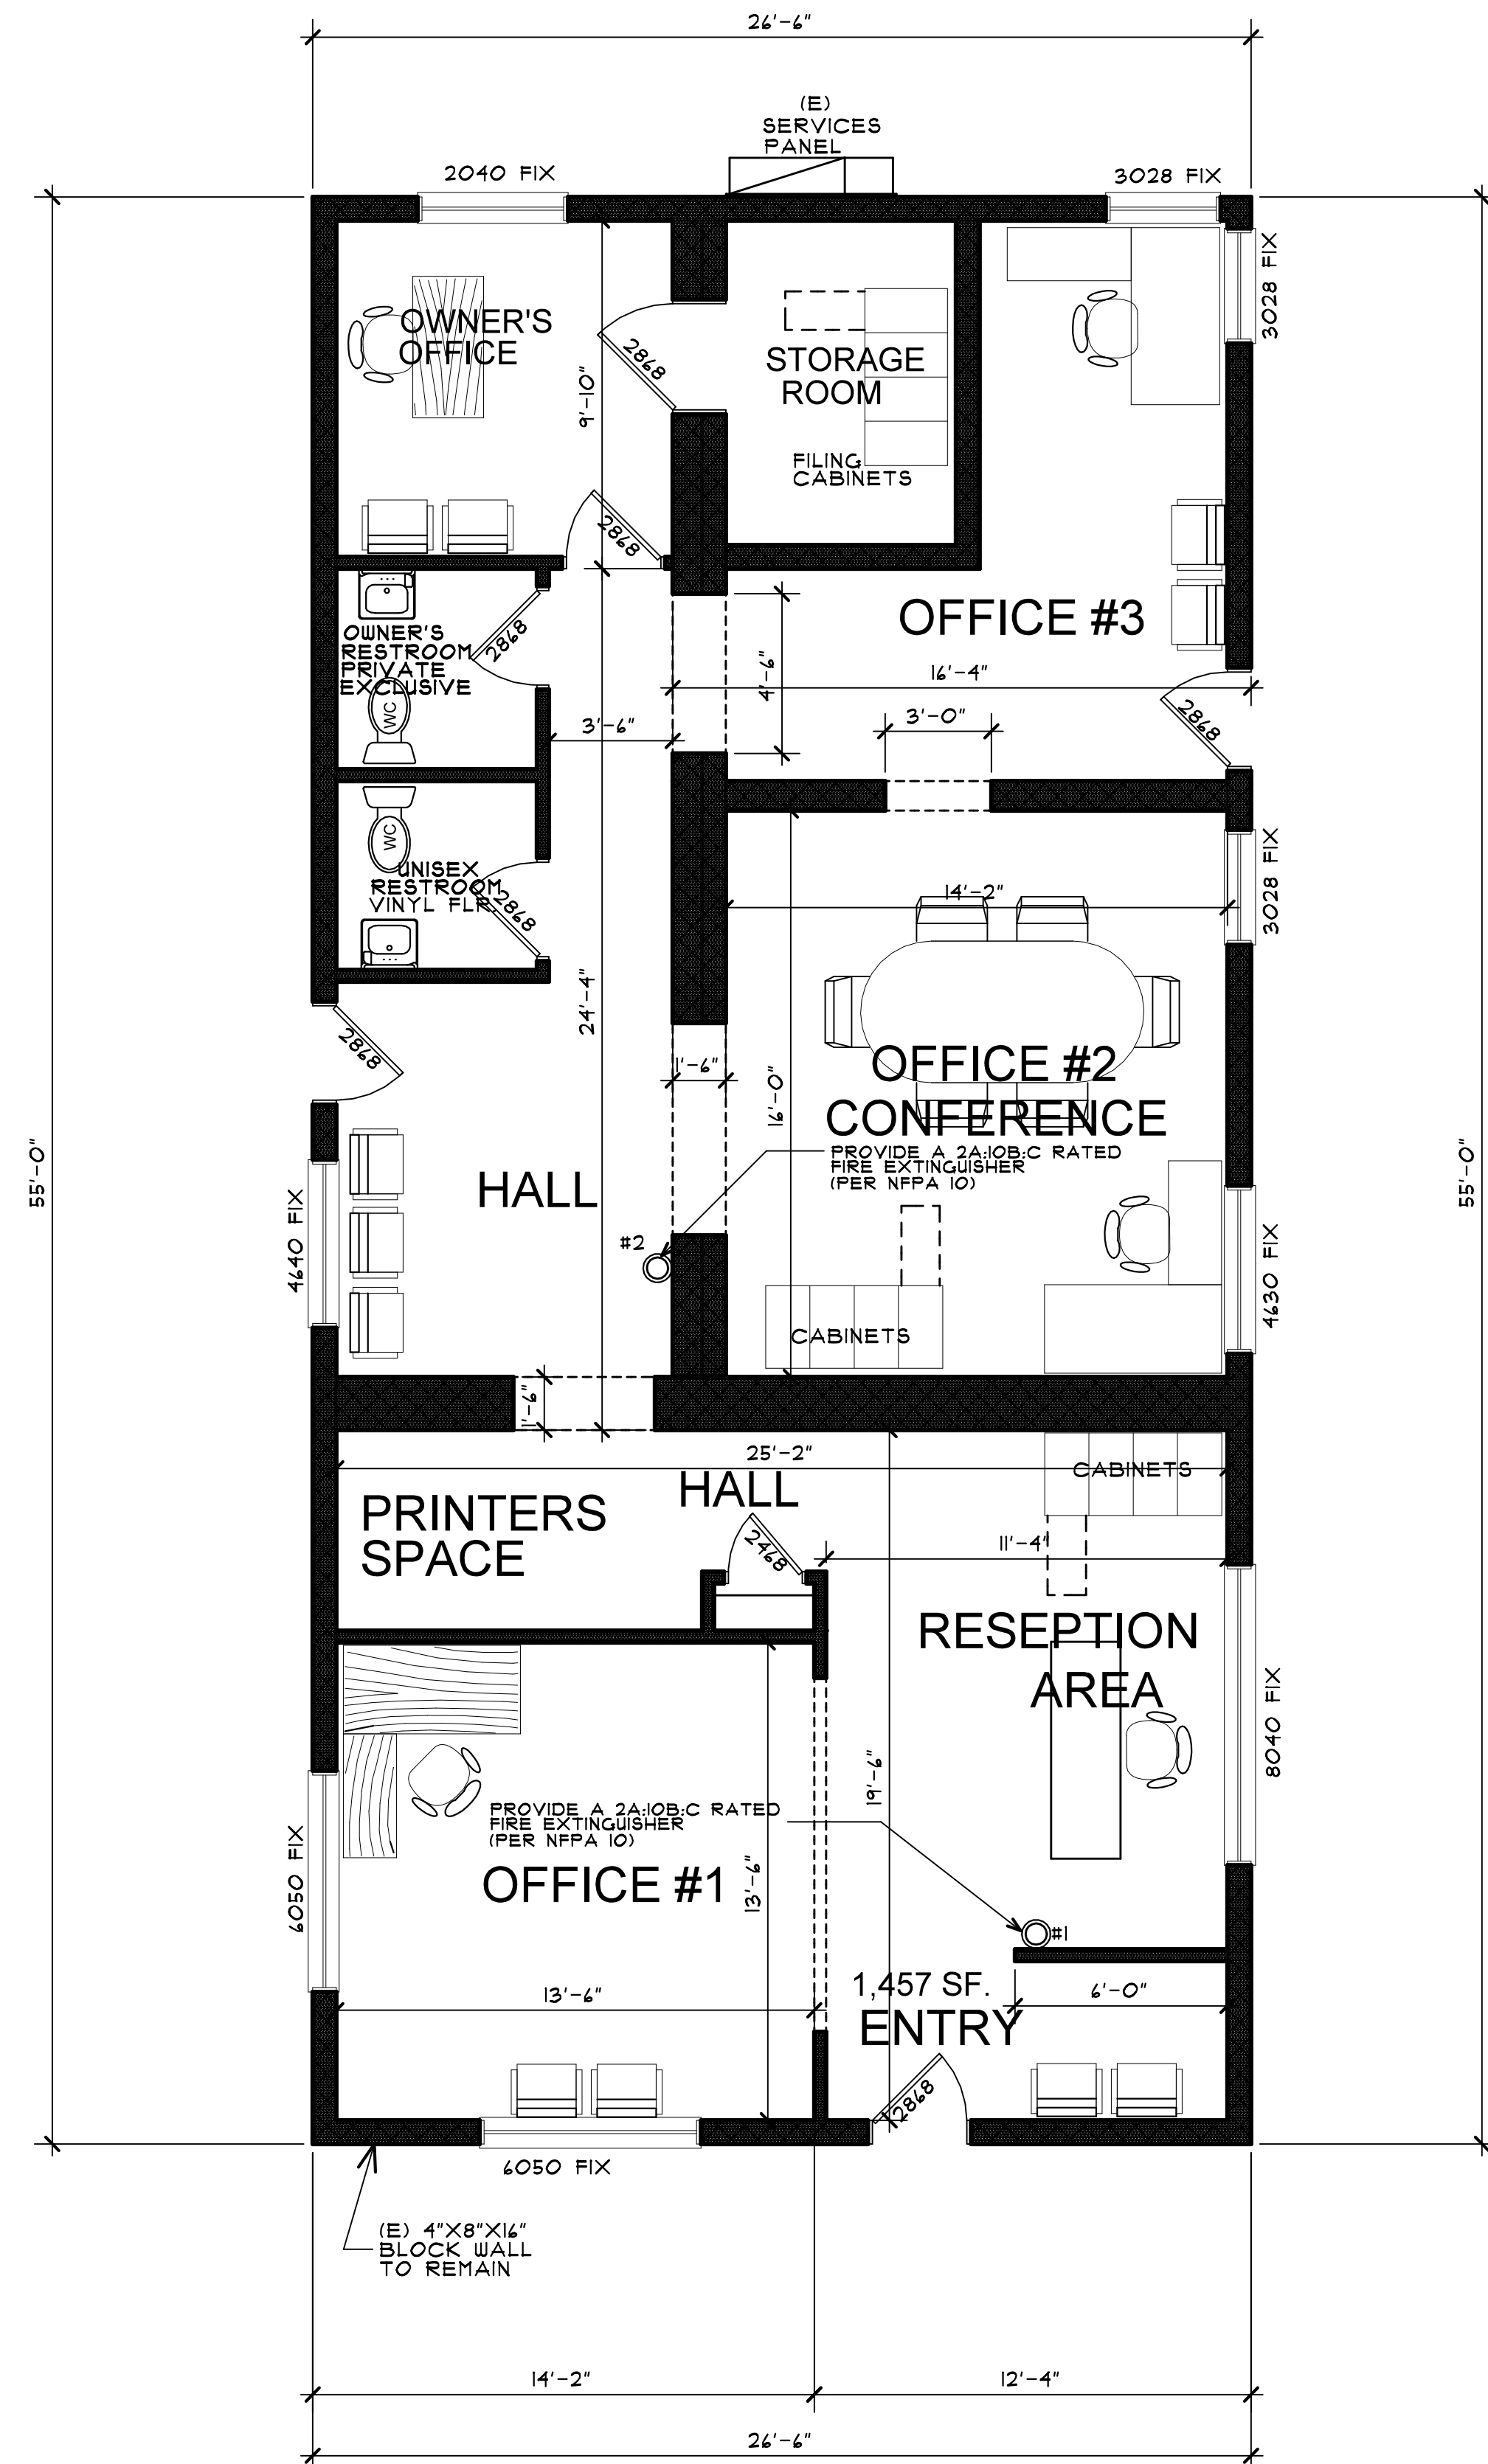 26'-6"
(E)
SERVICES
PANEL
2040 FIX
3028 FIX
3028 FIX
OWNER'S
OFFICE
2868
9'-10"
STORAGE
ROOM
FILING
CABINETS
2868
OWNER'S
RESTROOM
PRIVATE
EXCLUSIVE
2868
WC
OFFICE #3
4'-6"
16'-4"
3'-6"
3'-0"
2868
WC
UNISEX
RESTROOM
VINYL FLR
2868
3028 FIX
14'-2"
24'-4"
2868
1'-6"
16'-0"
OFFICE #2
CONFERENCE
PROVIDE A 2A:10B:C RATED
FIRE EXTINGUISHER
(PER NFPA 10)
55'-0"
55'-0"
HALL
4640 FIX
#2
4630 FIX
CABINETS
1'-6"
25'-2"
CABINETS
HALL
PRINTERS
SPACE
2468
11'-4"
RESEPTION
AREA
8040 FIX
19'-6"
PROVIDE A 2A:10B:C RATED
FIRE EXTINGUISHER
(PER NFPA 10)
OFFICE #1
13'-6"
6050 FIX
#1
13'-6"
1,457 SF.
ENTRY
6'-0"
2868
6050 FIX
(E) 4"X8"X16"
BLOCK WALL
TO REMAIN
14'-2"
12'-4"
26'-6"